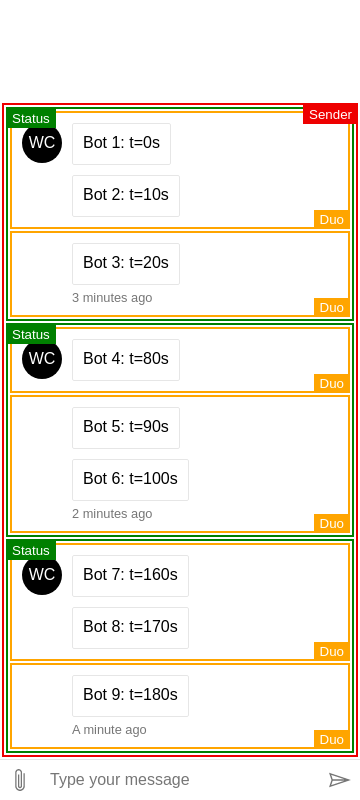 Sender
Status
WC
Bot 1: t=0s
Bot 2: t=10s
Duo
Bot 3: t=20s
3 minutes ago
Duo
Status
WC
Bot 4: t=80s
Duo
Bot 5: t=90s
Bot 6: t=100s
2 minutes ago
Duo
Status
WC
Bot 7: t=160s
Bot 8: t=170s
Duo
Bot 9: t=180s
A minute ago
Duo
Type your message